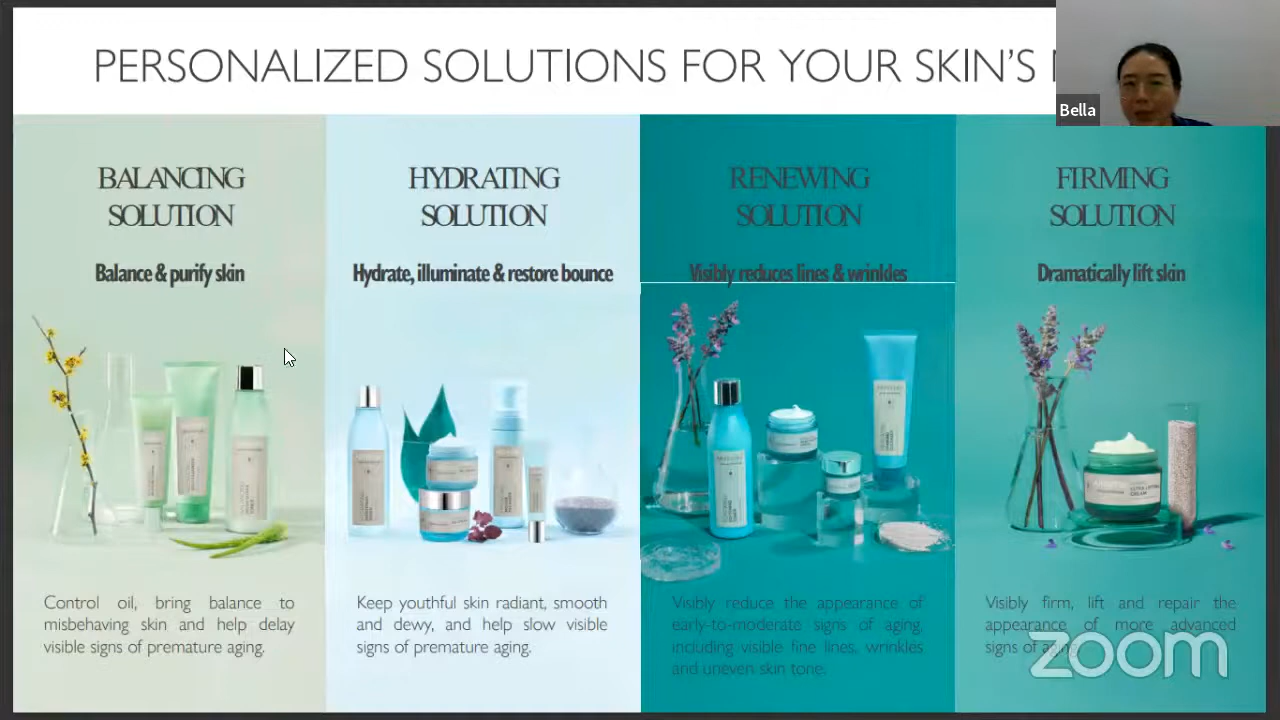 PERSONALIZED SOLUTIONS FOR YOUR SKIN'S
Bella
BALANCING
SOLUTION
Balance & purify skin
Control oil, bring balance to
misbehaving skin and help delay
visible signs of premature aging.
HYDRATING
SOLUTION
Hydrate, illuminate & restore bounce
Keep youthful skin radiant, smooth
and dewy, and help slow visible
signs of premature aging.
RENEWING
SOLUTION
Visibly reduces lines & wrinkles
Visibly reduce the appearance of
early-to-moderate signs of aging,
including visible fine lines, wrinkles
and uneven skin tone.
FIRMING
SOLUTION
Dramatically lift skin
Visibly firm, lift and repair the
appearance of more advanced
signs of aging.
zoom